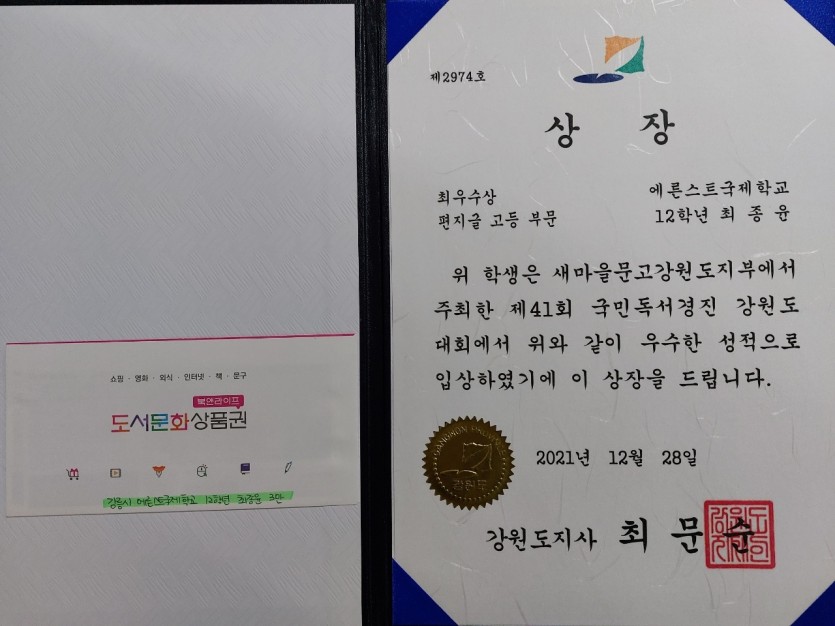 쇼핑 · 영화 · 외식 · 인터넷 · 책 · 문구
북앤라이프
도서문화상품권
강릉시 에른스트국제학교 12학년 최종윤 3만
제2974호
상 장
최우수상
편지글 고등 부문
에른스트국제학교
12학년 최 종 윤
위 학생은 새마을문고강원도지부에서
주최한 제41회 국민독서경진 강원도
대회에서 위와 같이 우수한 성적으로
입상하였기에 이 상장을 드립니다.
강원도
2021년 12월 28일
강원도지사 최 문 순